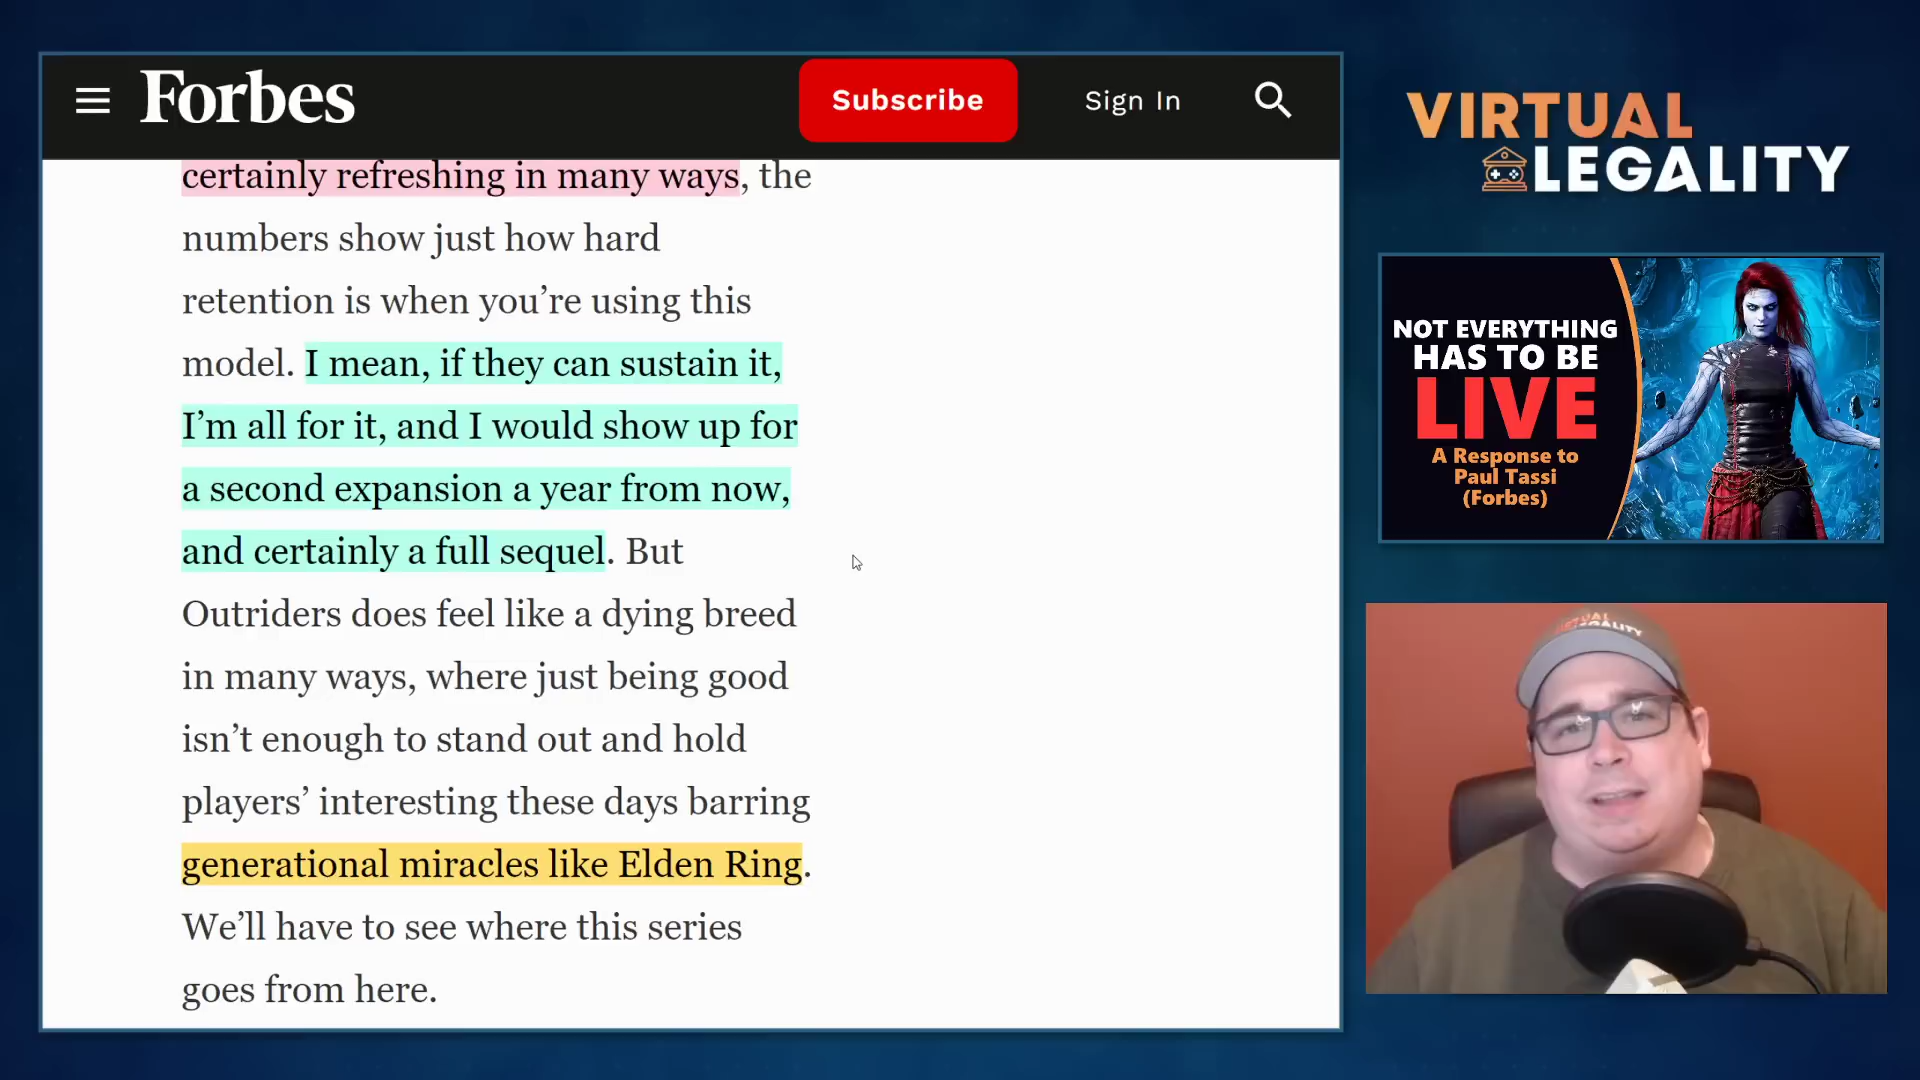 Forbes
Subscribe
Sign In
certainly refreshing in many ways, the
numbers show just how hard
retention is when you’re using this
model. I mean, if they can sustain it,
I’m all for it, and I would show up for
a second expansion a year from now,
and certainly a full sequel. But
Outriders does feel like a dying breed
in many ways, where just being good
isn’t enough to stand out and hold
players’ interesting these days barring
generational miracles like Elden Ring.
We’ll have to see where this series
goes from here.
VIRTUAL
LEGALITY
NOT EVERYTHING
HAS TO BE
LIVE
A Response to
Paul Tassi
(Forbes)
VIRTUAL
LEGALITY